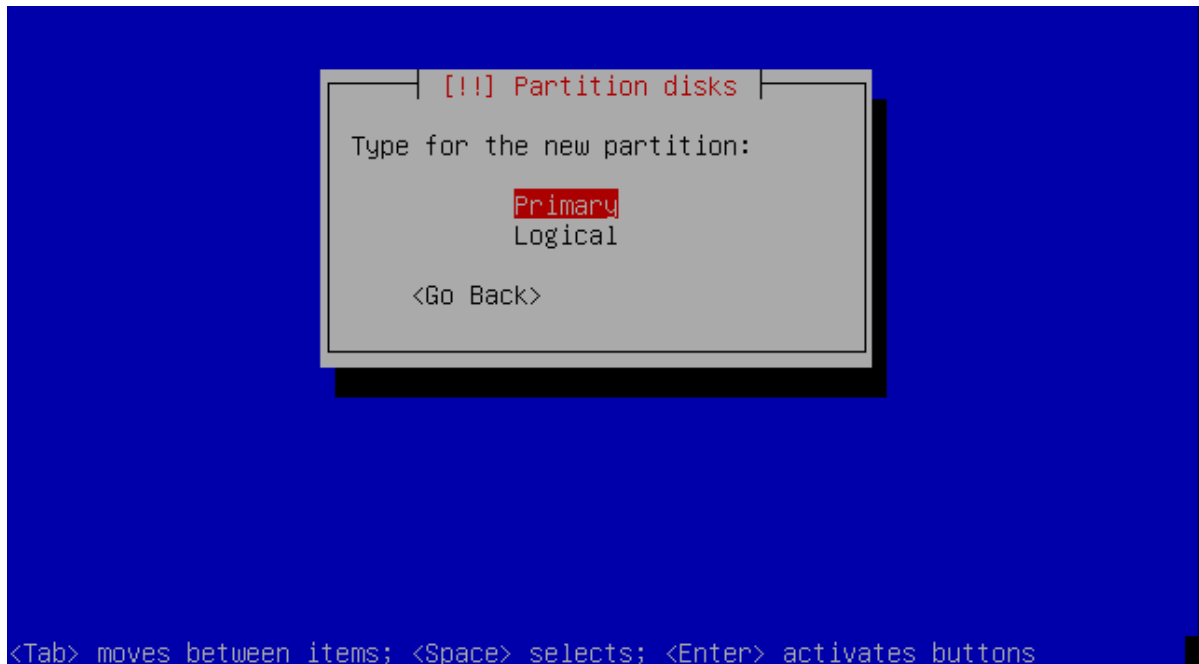 [!!] Partition disks
Type for the new partition:
Primary
Logical
<Go Back>
<Tab> moves between items; <Space> selects; <Enter> activates buttons